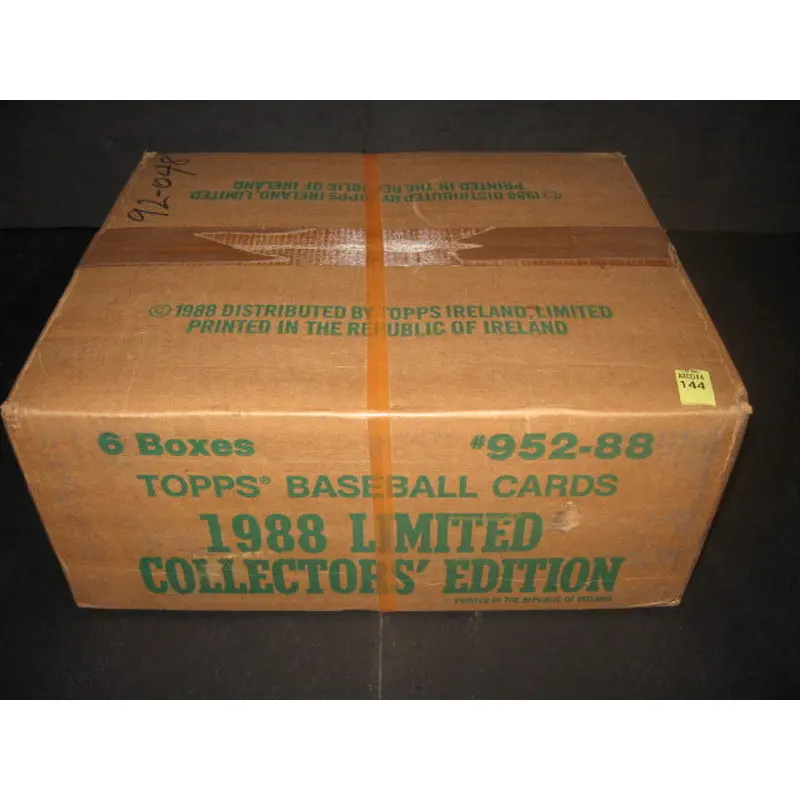 92-048
© 1988 DISTRIBUTED BY TOPPS IRELAND, LIMITED
PRINTED IN THE REPUBLIC OF IRELAND
© 1988 DISTRIBUTED BY TOPPS IRELAND, LIMITED
PRINTED IN THE REPUBLIC OF IRELAND
144
6 Boxes #952-88
TOPPS® BASEBALL CARDS
1988 LIMITED
COLLECTORS' EDITION
PRINTED IN THE REPUBLIC OF IRELAND